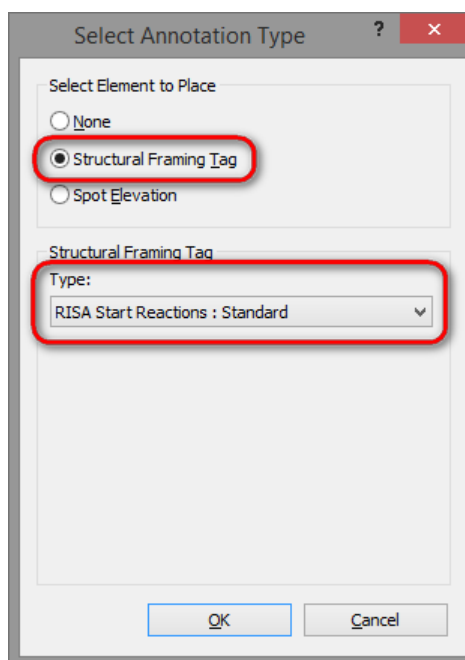 Select Annotation Type
?
×
Select Element to Place
None
Structural Framing Tag
Spot Elevation
Structural Framing Tag
Type:
RISA Start Reactions : Standard
OK
Cancel